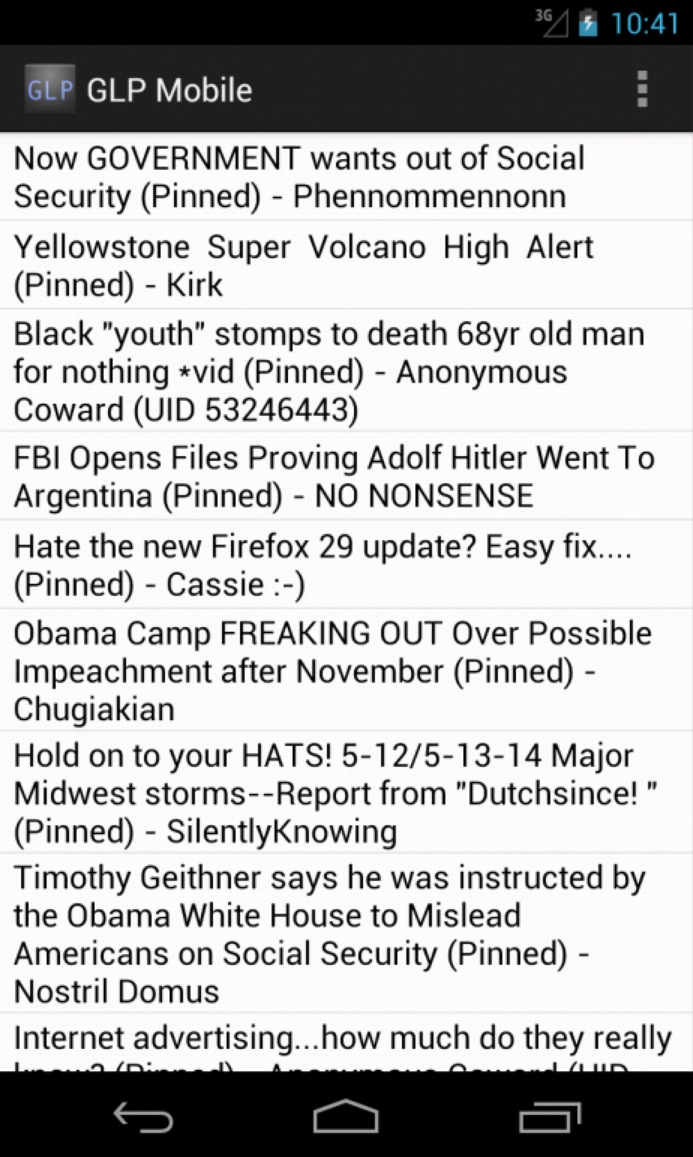 3G 10:41
GLP GLP Mobile
Now GOVERNMENT wants out of Social
Security (Pinned) - Phennommennonn
Yellowstone Super Volcano High Alert
(Pinned) - Kirk
Black "youth" stomps to death 68yr old man
for nothing *vid (Pinned) - Anonymous
Coward (UID 53246443)
FBI Opens Files Proving Adolf Hitler Went To
Argentina (Pinned) - NO NONSENSE
Hate the new Firefox 29 update? Easy fix....
(Pinned) - Cassie :-)
Obama Camp FREAKING OUT Over Possible
Impeachment after November (Pinned) -
Chugiakian
Hold on to your HATS! 5-12/5-13-14 Major
Midwest storms--Report from "Dutchsince! "
(Pinned) - SilentlyKnowing
Timothy Geithner says he was instructed by
the Obama White House to Mislead
Americans on Social Security (Pinned) -
Nostril Domus
Internet advertising...how much do they really
know? (Pinned) - Anonymous Coward (UID